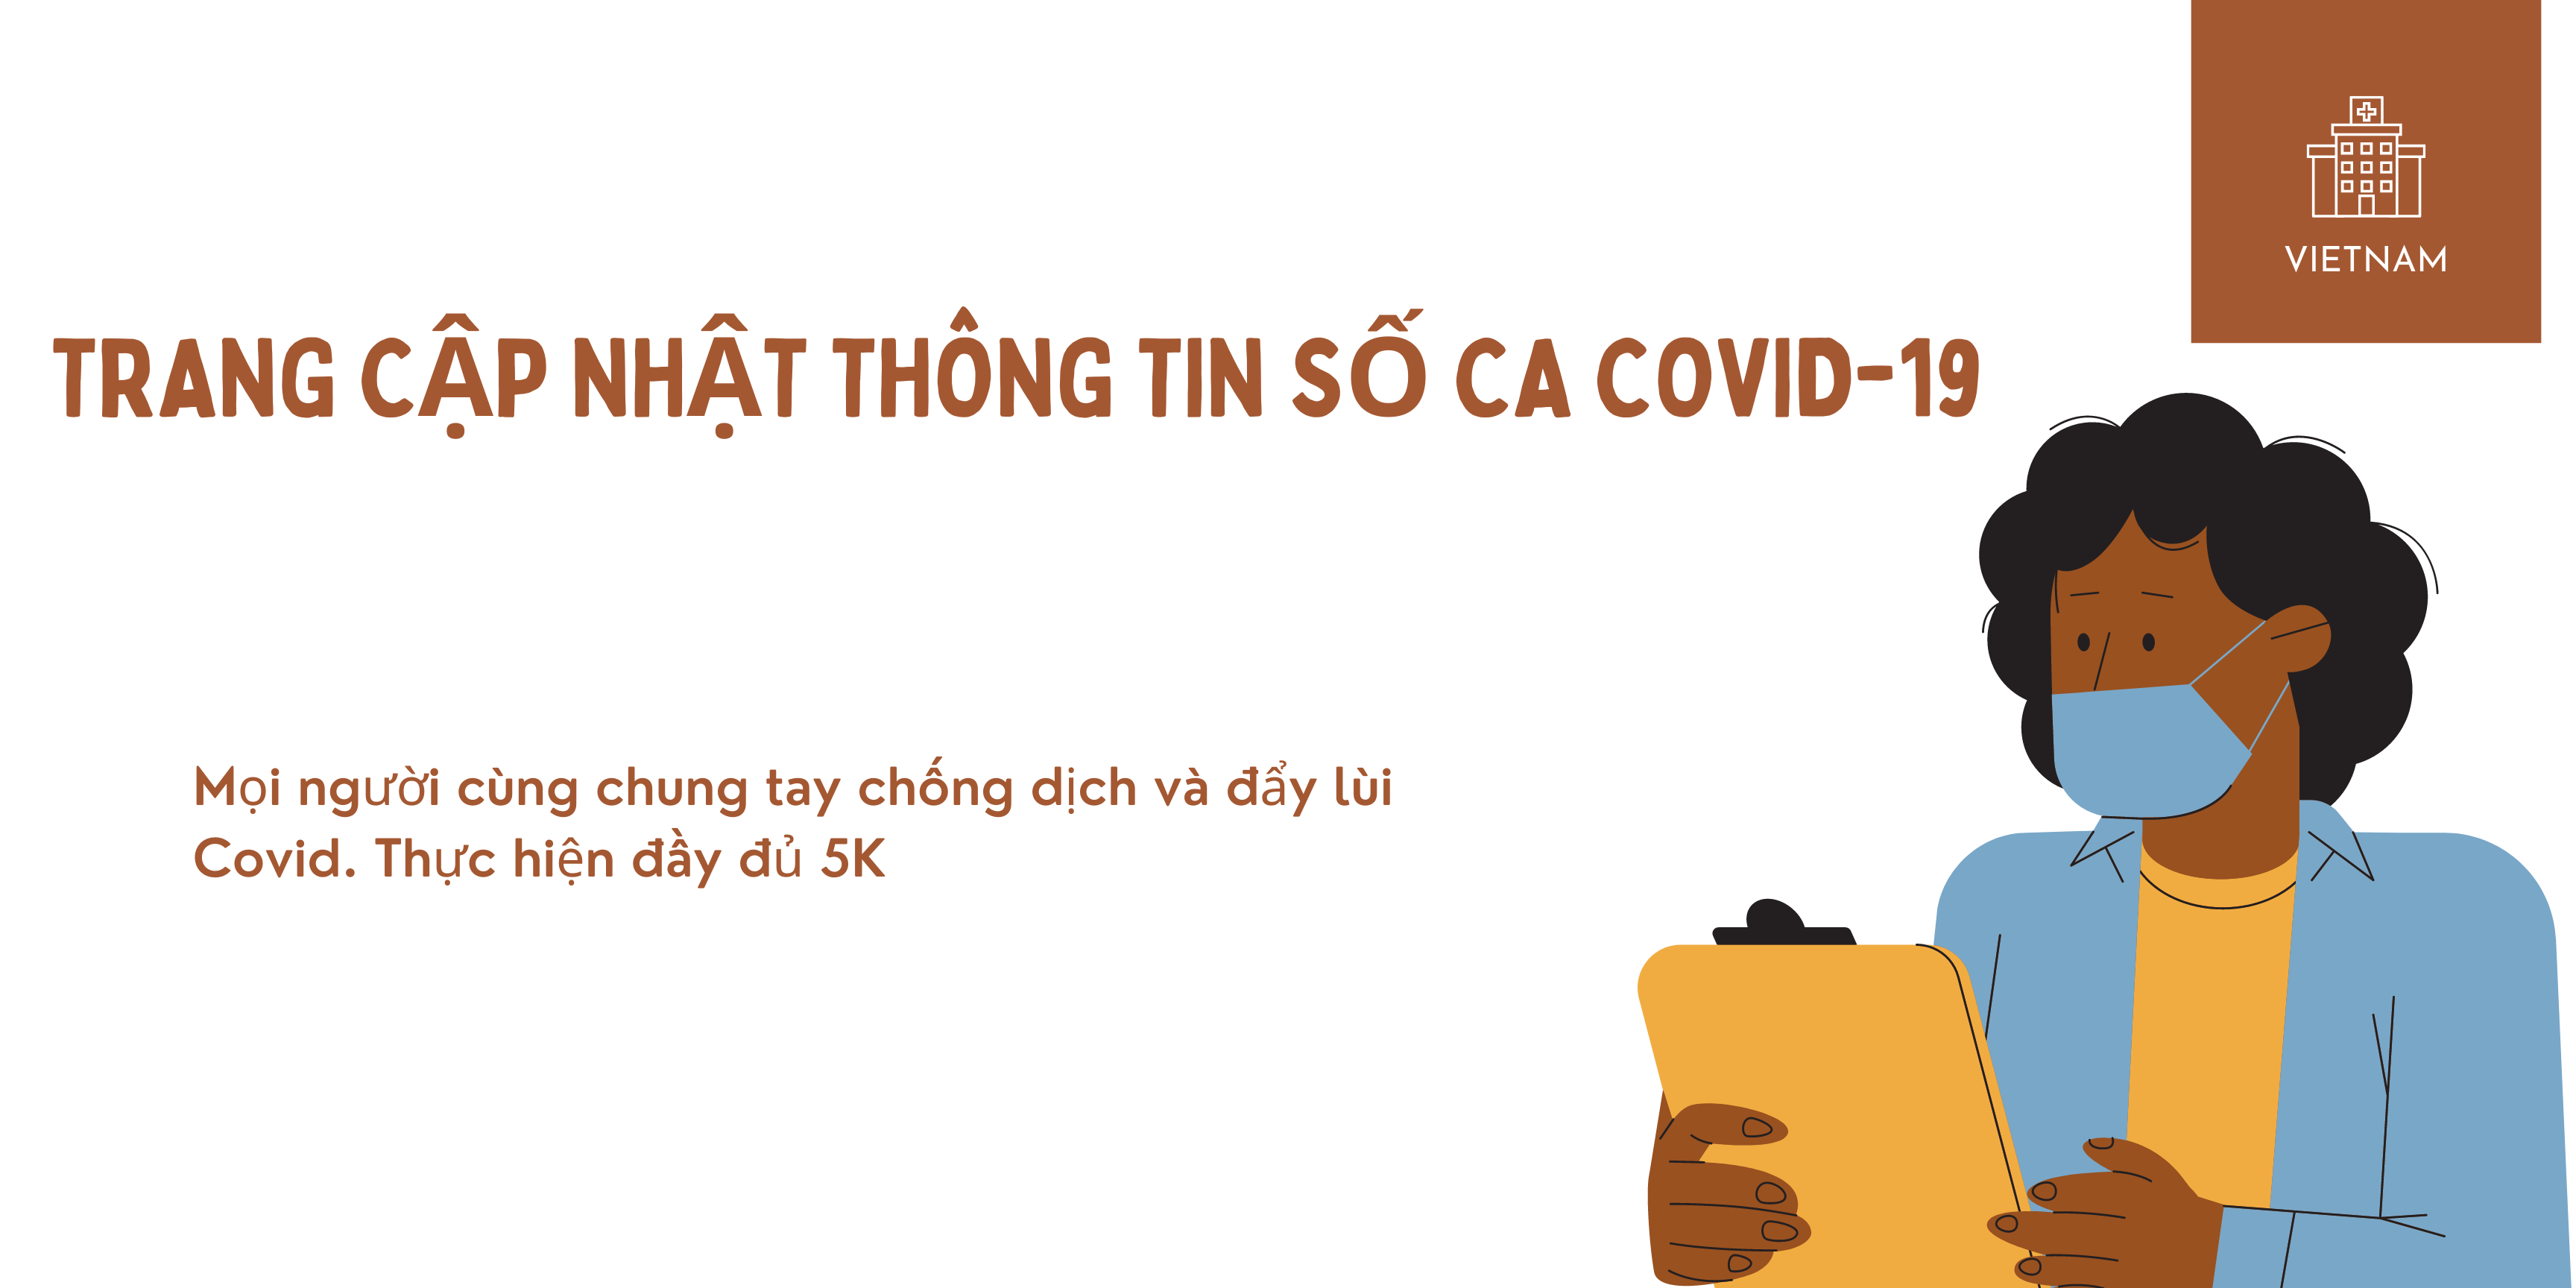 VIETNAM
TRANG CẬP NHẬT THÔNG TIN SỐ CA COVID-19
Mọi người cùng chung tay chống dịch và đẩy lùi
Covid. Thực hiện đầy đủ 5K